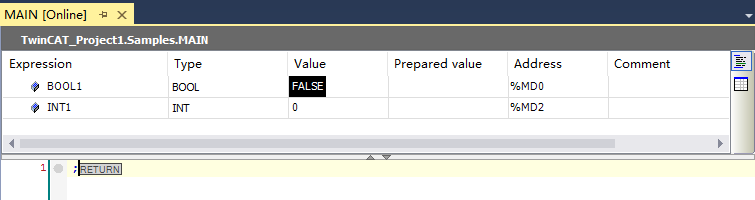 MAIN [Online]
TwinCAT_Project1.Samples.MAIN
Expression Type Value Prepared value Address Comment
BOOL1 BOOL FALSE %MD0
INT1 INT 0 %MD2
1 ;RETURN